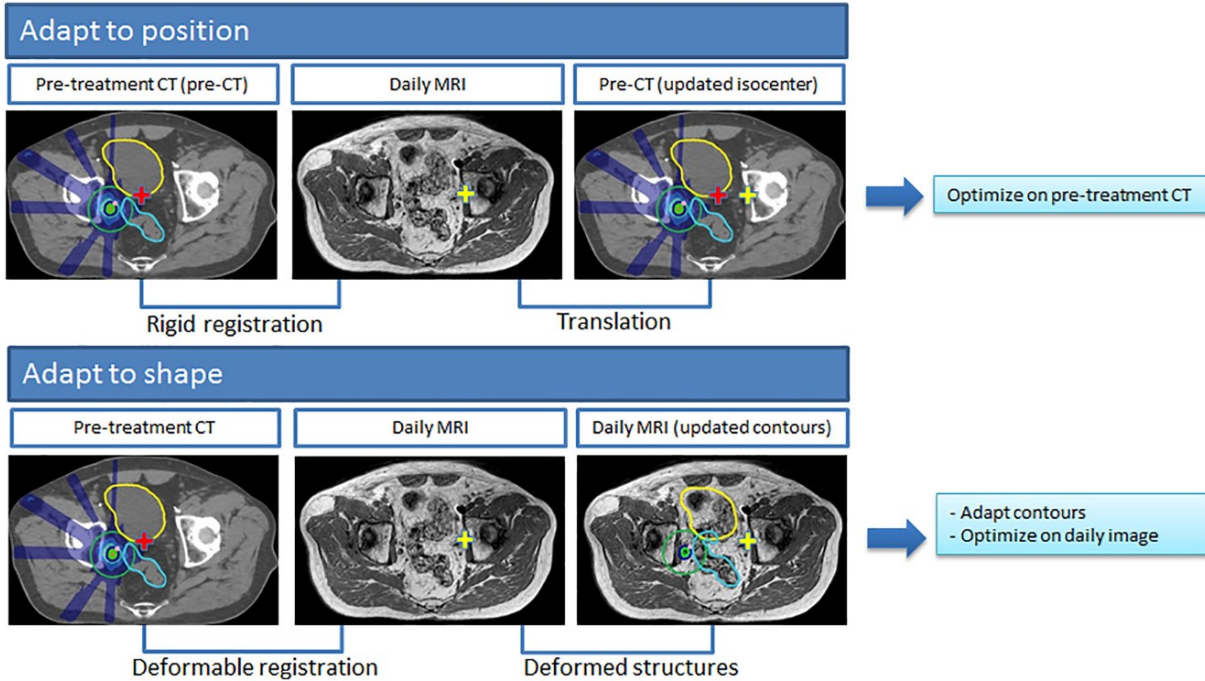 Adapt to position
Pre-treatment CT (pre-CT)
Daily MRI
Pre-CT (updated isocenter)
Optimize on pre-treatment CT
Rigid registration
Translation
Adapt to shape
Pre-treatment CT
Daily MRI
Daily MRI (updated contours)
- Adapt contours
- Optimize on daily image
Deformable registration
Deformed structures